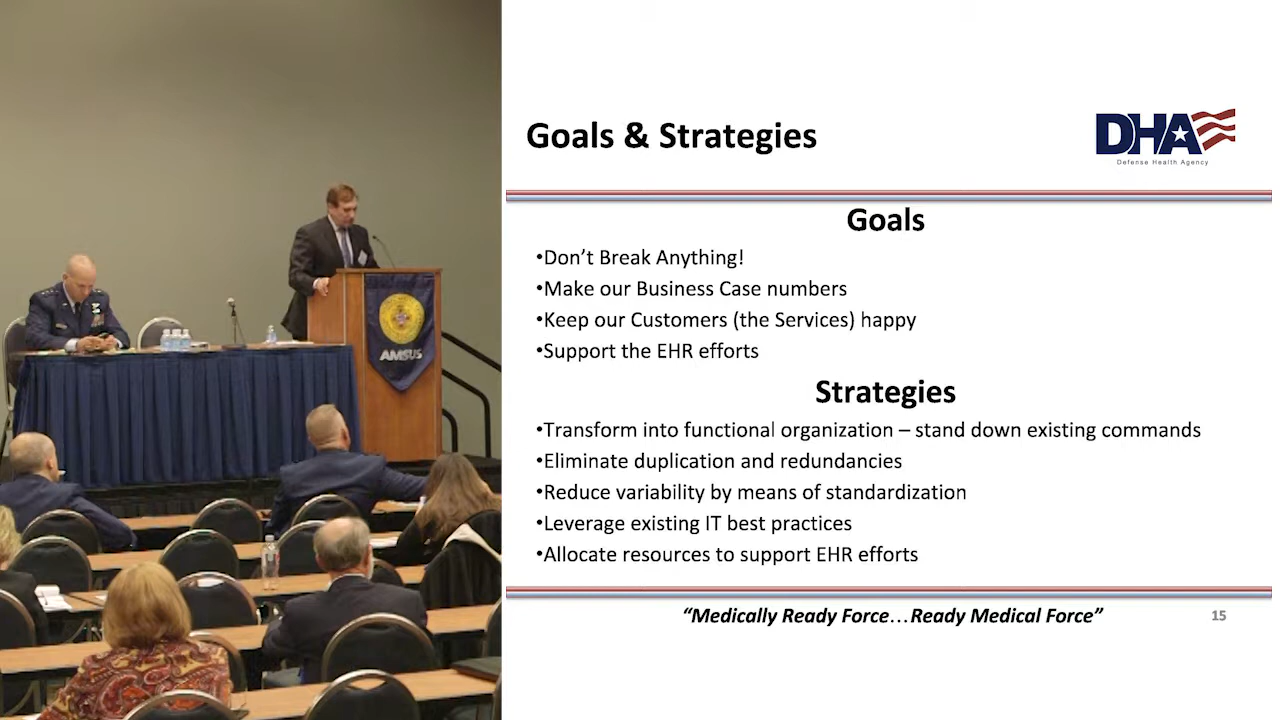 Goals & Strategies
DHA
Defense Health Agency
Goals
•Don’t Break Anything!
•Make our Business Case numbers
•Keep our Customers (the Services) happy
•Support the EHR efforts
Strategies
•Transform into functional organization – stand down existing commands
•Eliminate duplication and redundancies
•Reduce variability by means of standardization
•Leverage existing IT best practices
•Allocate resources to support EHR efforts
“Medically Ready Force…Ready Medical Force”
15
AMSUS